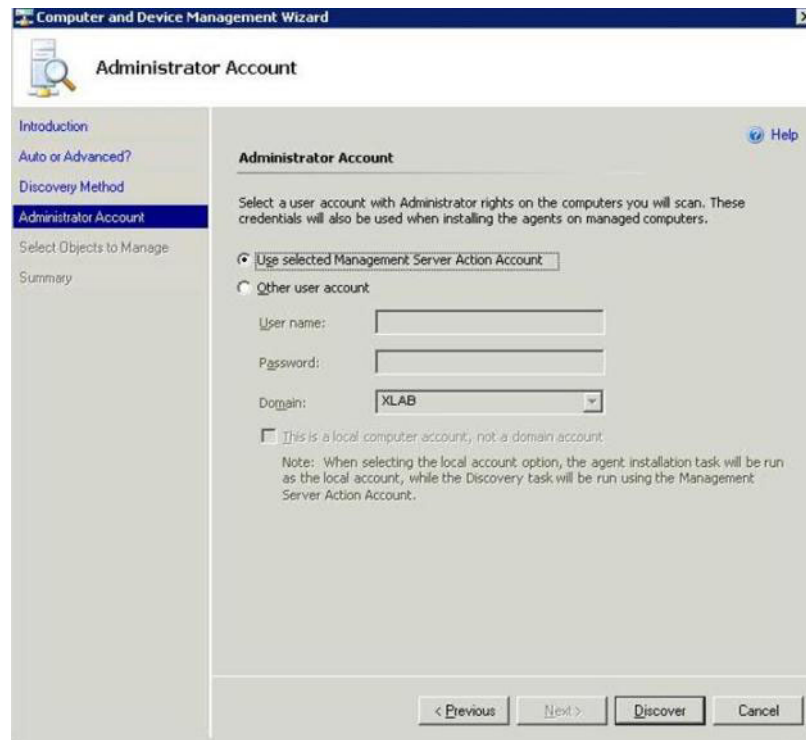 Computer and Device Management Wizard
Administrator Account
Introduction
Auto or Advanced?
Discovery Method
Administrator Account
Select Objects to Manage
Summary
Help
Administrator Account
Select a user account with Administrator rights on the computers you will scan. These
credentials will also be used when installing the agents on managed computers.
Use selected Management Server Action Account
Other user account
User name:
Password:
Domain:
XLAB
This is a local computer account, not a domain account
Note: When selecting the local account option, the agent installation task will be run
as the local account, while the Discovery task will be run using the Management
Server Action Account.
< Previous
Next >
Discover
Cancel